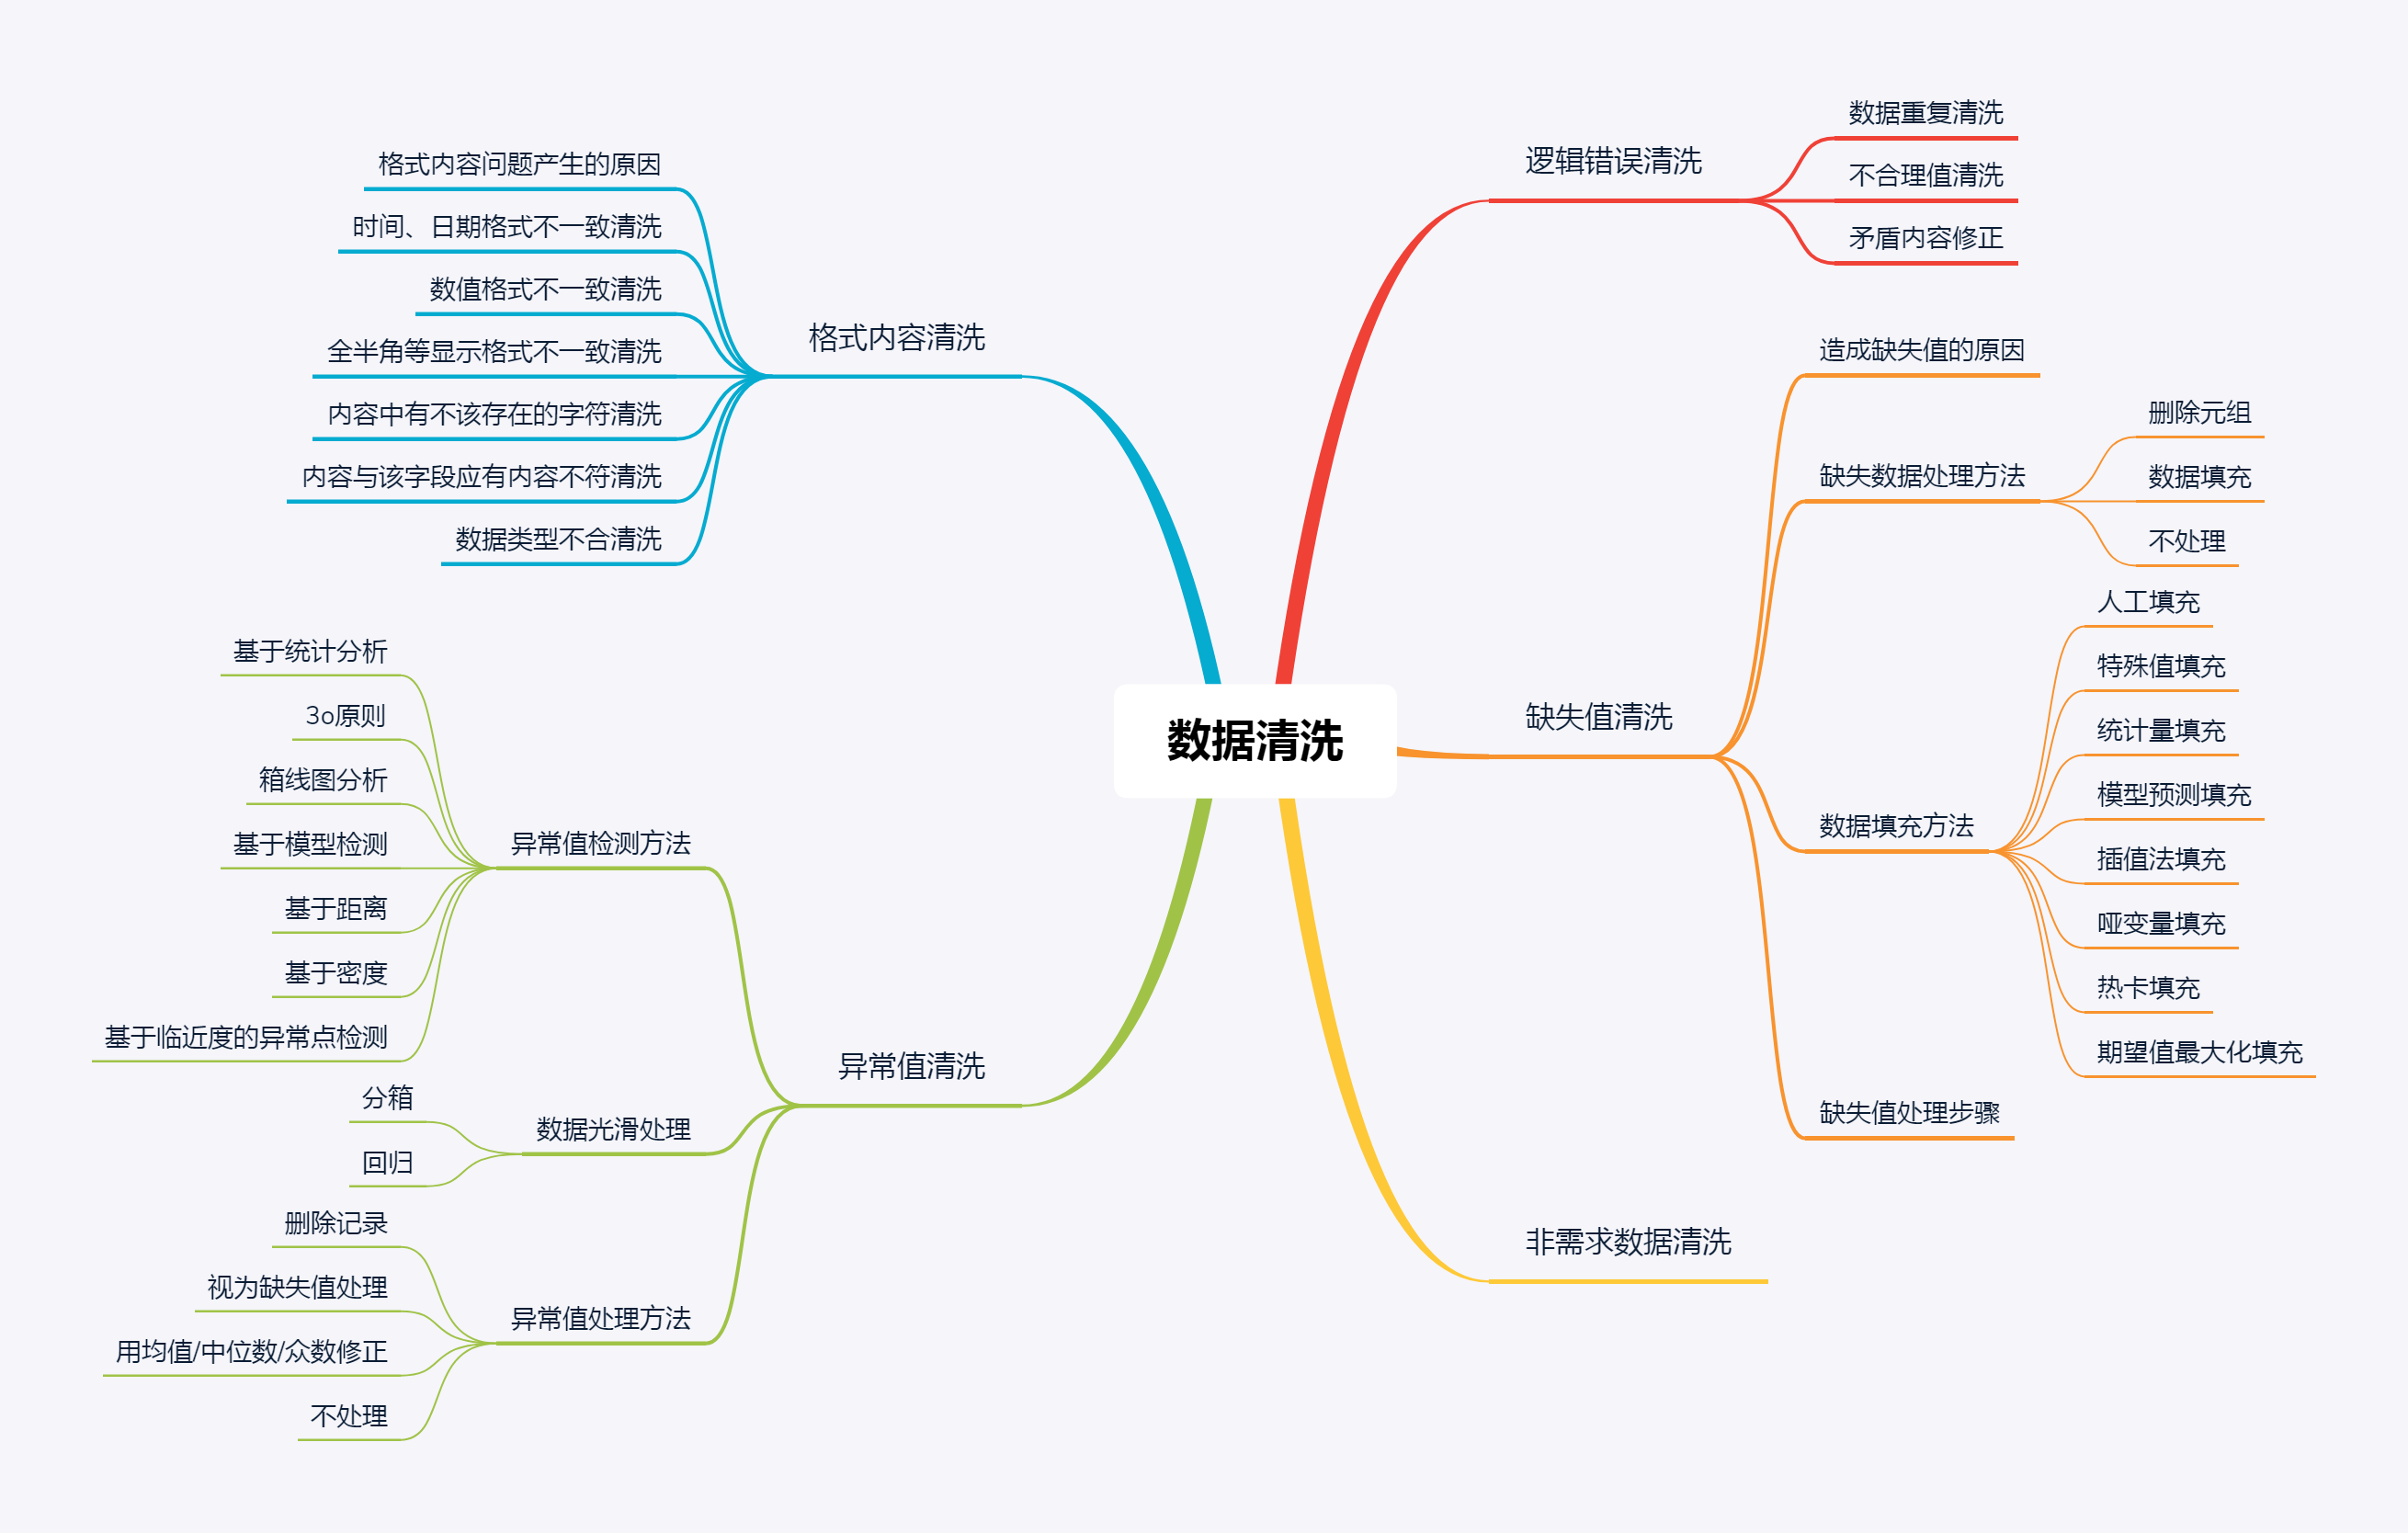 数据清洗
逻辑错误清洗
数据重复清洗
不合理值清洗
矛盾内容修正
缺失值清洗
造成缺失值的原因
缺失数据处理方法
删除元组
数据填充
不处理
数据填充方法
人工填充
特殊值填充
统计量填充
模型预测填充
插值法填充
哑变量填充
热卡填充
期望值最大化填充
缺失值处理步骤
非需求数据清洗
格式内容清洗
格式内容问题产生的原因
时间、日期格式不一致清洗
数值格式不一致清洗
全半角等显示格式不一致清洗
内容中有不该存在的字符清洗
内容与该字段应有内容不符清洗
数据类型不合清洗
异常值清洗
异常值检测方法
基于统计分析
3o原则
箱线图分析
基于模型检测
基于距离
基于密度
基于临近度的异常点检测
数据光滑处理
分箱
回归
异常值处理方法
删除记录
视为缺失值处理
用均值/中位数/众数修正
不处理